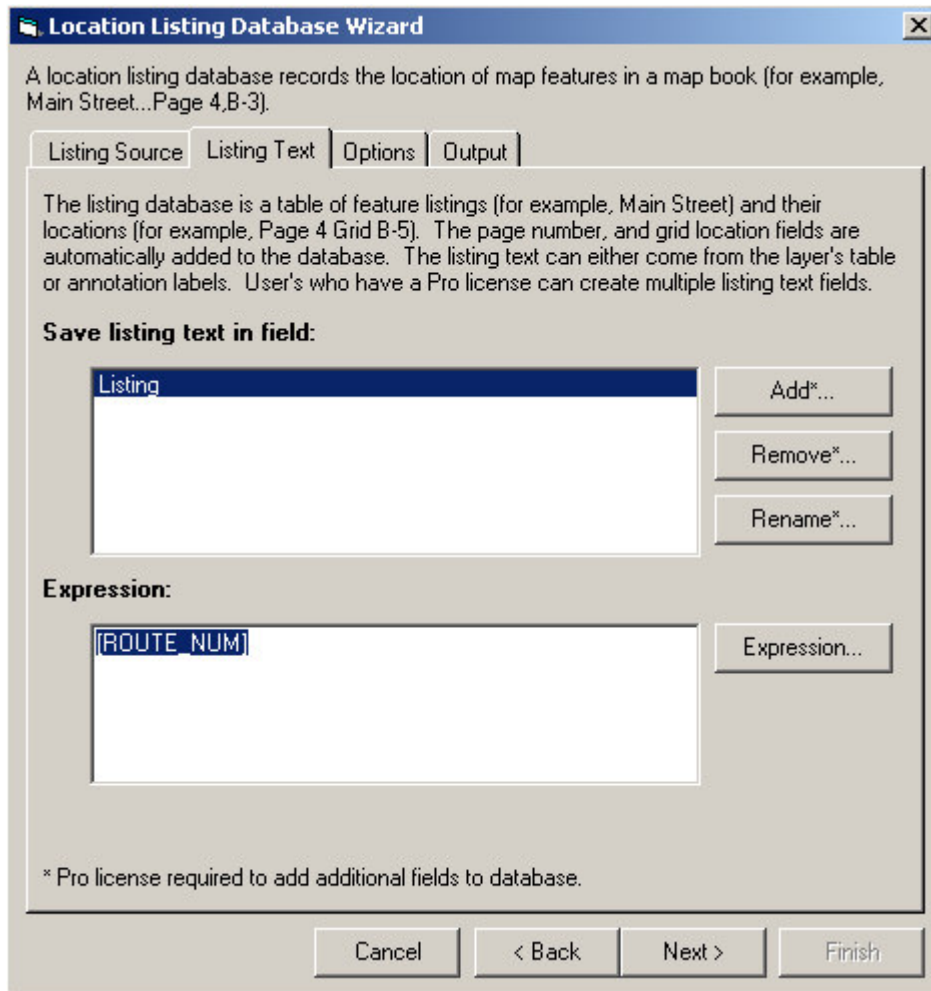 Location Listing Database Wizard
A location listing database records the location of map features in a map book (for example,
Main Street...Page 4,B-3).
Listing Source Listing Text Options Output
The listing database is a table of feature listings (for example, Main Street) and their
locations (for example, Page 4 Grid B-5).  The page number, and grid location fields are
automatically added to the database.  The listing text can either come from the layer's table
or annotation labels.  User's who have a Pro license can create multiple listing text fields.
Save listing text in field:
Listing
Add*...
Remove*...
Rename*...
Expression:
[ROUTE_NUM]
Expression...
* Pro license required to add additional fields to database.
Cancel < Back Next > Finish